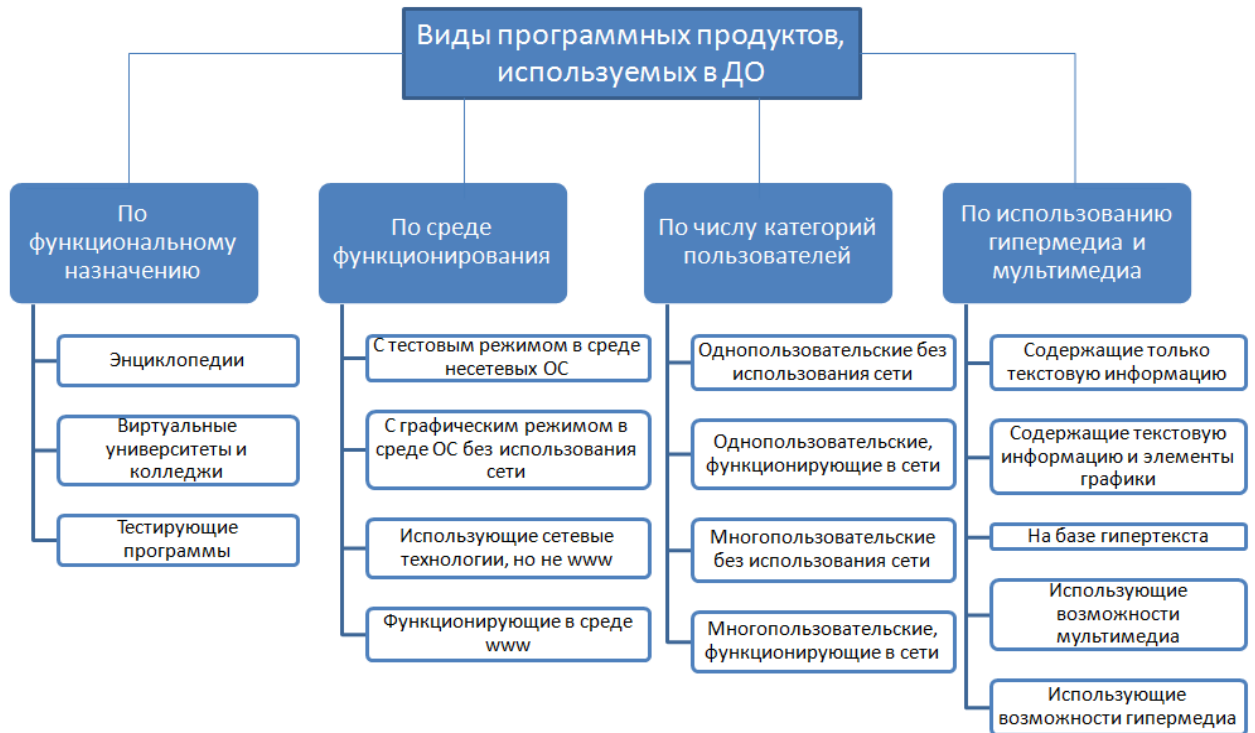 Виды программных продуктов,
используемых в ДО
По
функциональному
назначению
Энциклопедии
Виртуальные
университеты и
колледжи
Тестирующие
программы
По среде
функционирования
С тестовым режимом в среде
несетевых ОС
С графическим режимом в
среде ОС без использования
сети
Использующие сетевые
технологии, но не www
Функционирующие в среде
www
По числу категорий
пользователей
Однопользовательские без
использования сети
Однопользовательские,
функционирующие в сети
Многопользовательские
без использования сети
Многопользовательские,
функционирующие в сети
По использованию
гипермедиа и
мультимедиа
Содержащие только
текстовую информацию
Содержащие текстовую
информацию и элементы
графики
На базе гипертекста
Использующие
возможности
мультимедиа
Использующие
возможности гипермедиа